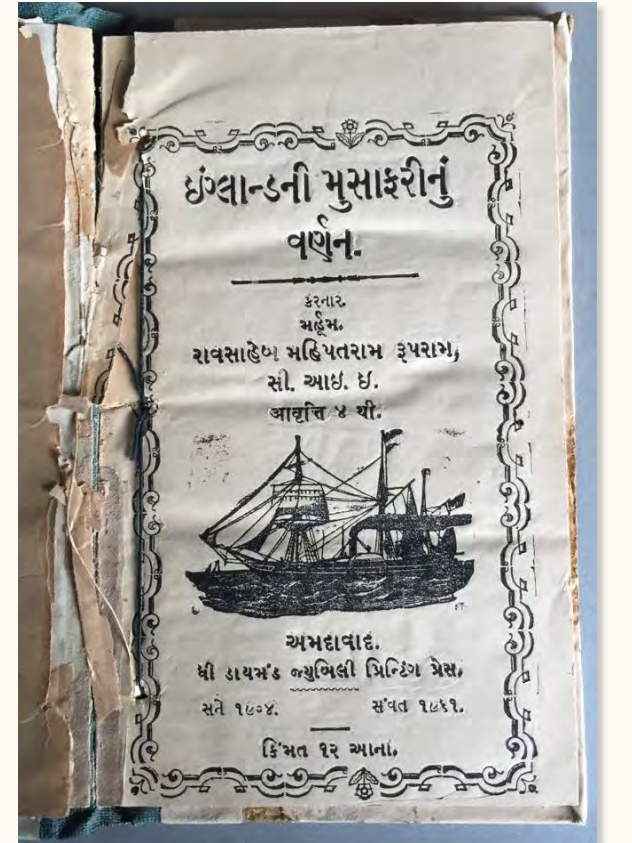 ઇંગ્લાન્ડની મુસાફરીનું
વર્ણન.
કરનાર.
મર્હૂમ.
રાવસાહેબ મહિપતરામ રૂપરામ,
સી. આઇ. ઇ.
આવૃત્તિ ૪ થી.
અમદાવાદ.
ધી ડાયમંડ જ્યુબિલી પ્રિન્ટિંગ પ્રેસ.
સને ૧૯૦૪. સંવત ૧૯૬૧.
કિંમત ૧૨ આના.